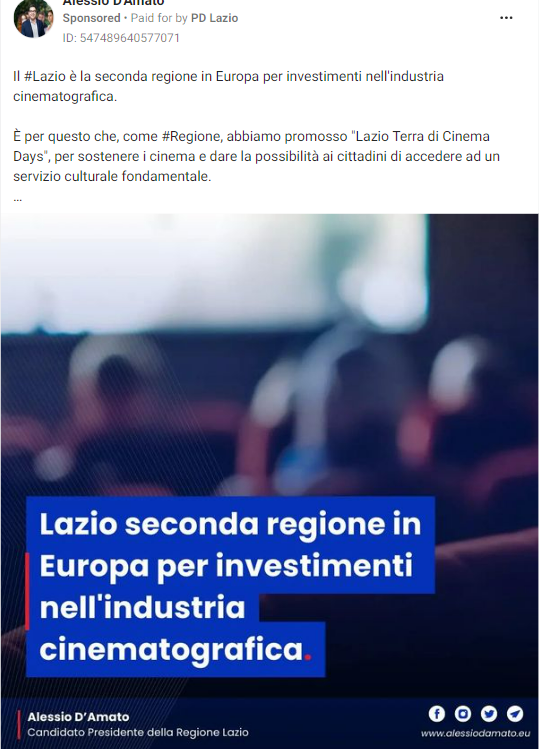 Alessio D'Amato
Sponsored • Paid for by PD Lazio
ID: 547489640577071
Il #Lazio è la seconda regione in Europa per investimenti nell'industria
cinematografica.
È per questo che, come #Regione, abbiamo promosso "Lazio Terra di Cinema
Days", per sostenere i cinema e dare la possibilità ai cittadini di accedere ad un
servizio culturale fondamentale.
...
Lazio seconda regione in
Europa per investimenti
nell'industria
cinematografica.
Alessio D'Amato
Candidato Presidente della Regione Lazio
www.alessiodamato.eu